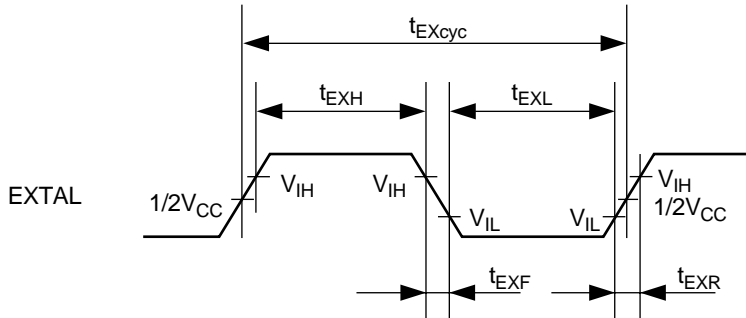 tEXcyc
tEXH
tEXL
EXTAL
1/2VCC
VIH
VIH
VIL
VIL
VIH
1/2VCC
tEXF
tEXR